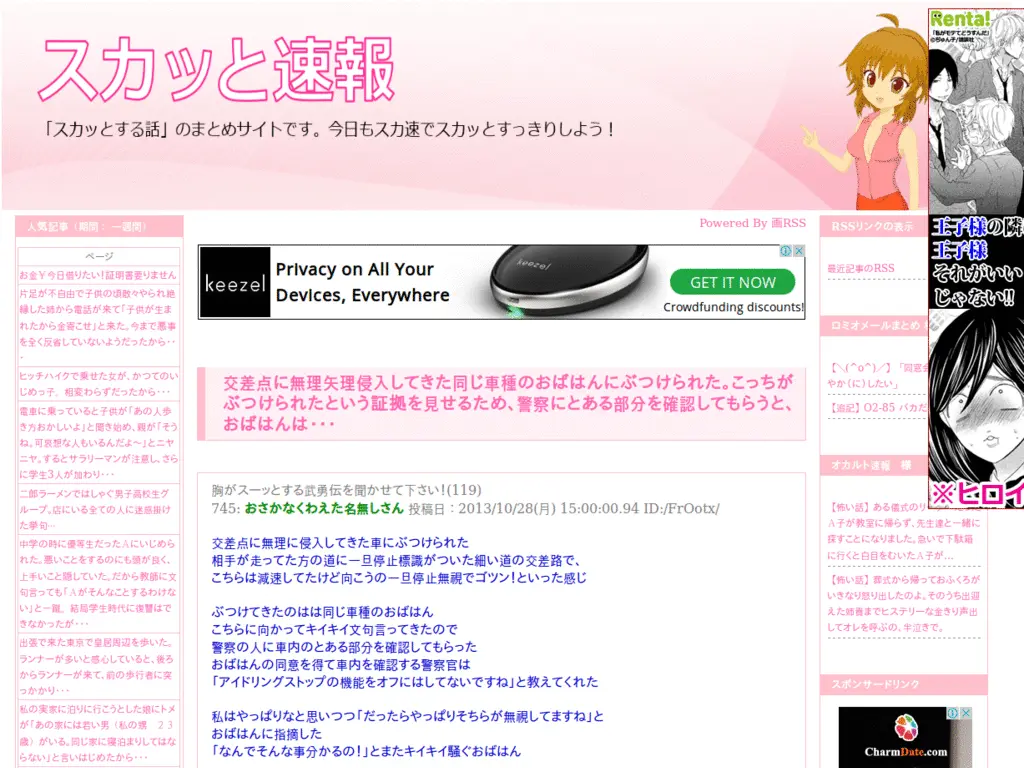 スカッと速報
「スカッとする話」のまとめサイトです。今日もスカ速でスカッとすっきりしよう！
Renta!
「私がモテてどうすんだ」
©ぢゅん子/講談社
王子様の隣
王子様
それがいい
じゃない!!
※ヒロイ
人気記事（期間：一週間）
ページ
お金￥今日借りたい!証明書要りません
片足が不自由で子供の頃散々やられ絶
縁した姉から電話が来て「子供が生ま
れたから金寄こせ」と来た。今まで悪事
を全く反省していないようだったから・・
・
ヒッチハイクで乗せた女が、かつてのい
じめっ子。相変わらずだったから・・・
電車に乗っていると子供が「あの人歩
き方おかしいよ」と聞き始め、親が「そう
ね。可哀想な人もいるんだよ〜」とニヤ
ニヤ。するとサラリーマンが注意し、さら
に学生3人が加わり・・・
二郎ラーメンではしゃぐ男子高校生グ
ループ。店にいる全ての人に迷惑掛け
た挙句…
中学の時に優等生だったAにいじめら
れた。悪いことをするのにも頭が良く、
上手いこと隠していた。だから教師に文
句言っても「Aがそんなことするわけな
い」と一蹴。結局学生時代に復讐はで
きなかったが・・・
出張で来た東京で皇居周辺を歩いた。
ランナーが多いと感心していると、後ろ
からランナーが来て、前の歩行者に突
っかかり・・・
私の実家に泊りに行こうとした娘にトメ
が「あの家には若い男（私の甥　２３
歳）がいる。同じ家に寝泊まりしてはな
らない」と言いはじめたから・・・
Powered By 画RSS
keezel
Privacy on All Your
Devices, Everywhere
keezel
GET IT NOW
Crowdfunding discounts!
交差点に無理矢理侵入してきた同じ車種のおばはんにぶつけられた。こっちが
ぶつけられたという証拠を見せるため、警察にとある部分を確認してもらうと、
おばはんは・・・
胸がスーッとする武勇伝を聞かせて下さい！(119)
745: おさかなくわえた名無しさん 投稿日：2013/10/28(月) 15:00:00.94 ID:/FrOotx/
交差点に無理に侵入してきた車にぶつけられた
相手が走ってた方の道に一旦停止標識がついた細い道の交差路で、
こちらは減速してたけど向こうの一旦停止無視でゴツン！といった感じ
ぶつけてきたのはは同じ車種のおばはん
こちらに向かってキイキイ文句言ってきたので
警察の人に車内のとある部分を確認してもらった
おばはんの同意を得て車内を確認する警察官は
「アイドリングストップの機能をオフにはしてないですね」と教えてくれた
私はやっぱりなと思いつつ「だったらやっぱりそちらが無視してますね」と
おばはんに指摘した
「なんでそんな事分かるの！」とまたキイキイ騒ぐおばはん
RSSリンクの表示
最近記事のRSS
ロミオメールまとめ
【＼(^o^)／】「同窓
やか（に）したい」
【追記】O2-85 バカだ
オカルト速報　様
【怖い話】ある儀式のリ
A子が教室に帰らず、先生達と一緒に
探すことになりました。急いで下駄箱
に行くと白目をむいたA子が…
【怖い話】葬式から帰っておふくろが
いきなり怒り出したのよ。そのうち出迎
えた姉貴までヒステリーな金きり声出
してオレを呼ぶの。半泣きで。
スポンサードリンク
CharmDate.com